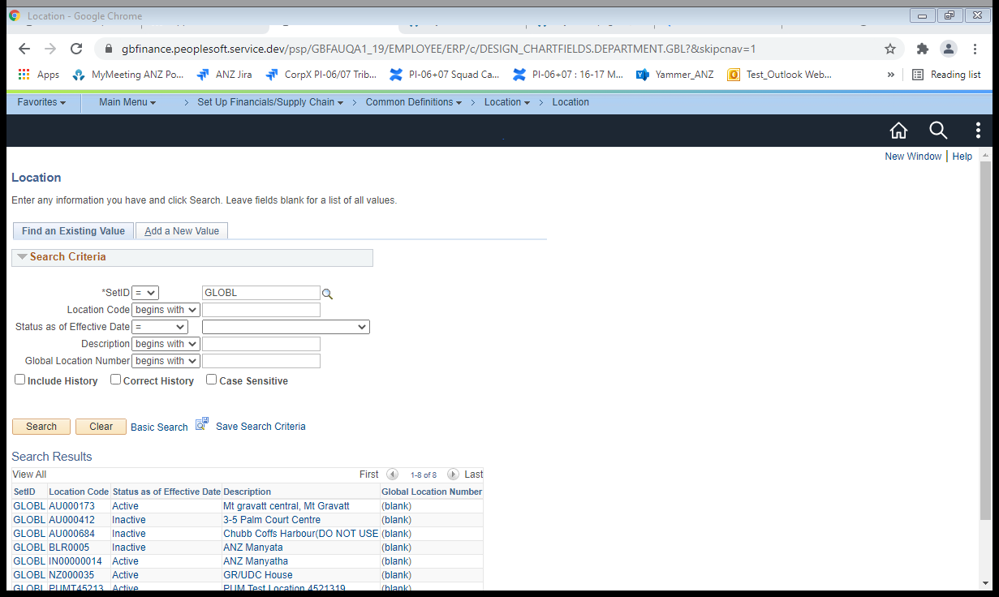 Location - Google Chrome
gbfinance.peoplesoft.service.dev/psp/GBFAUQA1_19/EMPLOYEE/ERP/c/DESIGN_CHARTFIELDS.DEPARTMENT.GBL?&skipcnav=1
Apps MyMeeting ANZ Po... ANZ Jira CorpX PI-06/07 Trib... PI-06+07 Squad Ca... PI-06+07 : 16-17 M... Yammer_ANZ Test_Outlook Web... » Reading list
Favorites Main Menu > Set Up Financials/Supply Chain > Common Definitions > Location > Location
New Window | Help
Location
Enter any information you have and click Search. Leave fields blank for a list of all values.
Find an Existing Value Add a New Value
Search Criteria
*SetID = GLOBL
Location Code begins with
Status as of Effective Date =
Description begins with
Global Location Number begins with
Include History Correct History Case Sensitive
Search Clear Basic Search Save Search Criteria
Search Results
View All First 1-8 of 8 Last
SetID Location Code Status as of Effective Date Description Global Location Number
GLOBL AU000173 Active Mt gravatt central, Mt Gravatt (blank)
GLOBL AU000412 Inactive 3-5 Palm Court Centre (blank)
GLOBL AU000684 Inactive Chubb Coffs Harbour(DO NOT USE (blank)
GLOBL BLR0005 Inactive ANZ Manyata (blank)
GLOBL IN00000014 Active ANZ Manyatha (blank)
GLOBL NZ000035 Active GR/UDC House (blank)
GLOBL PUMT45213 Active PUM Test Location 4521319 (blank)